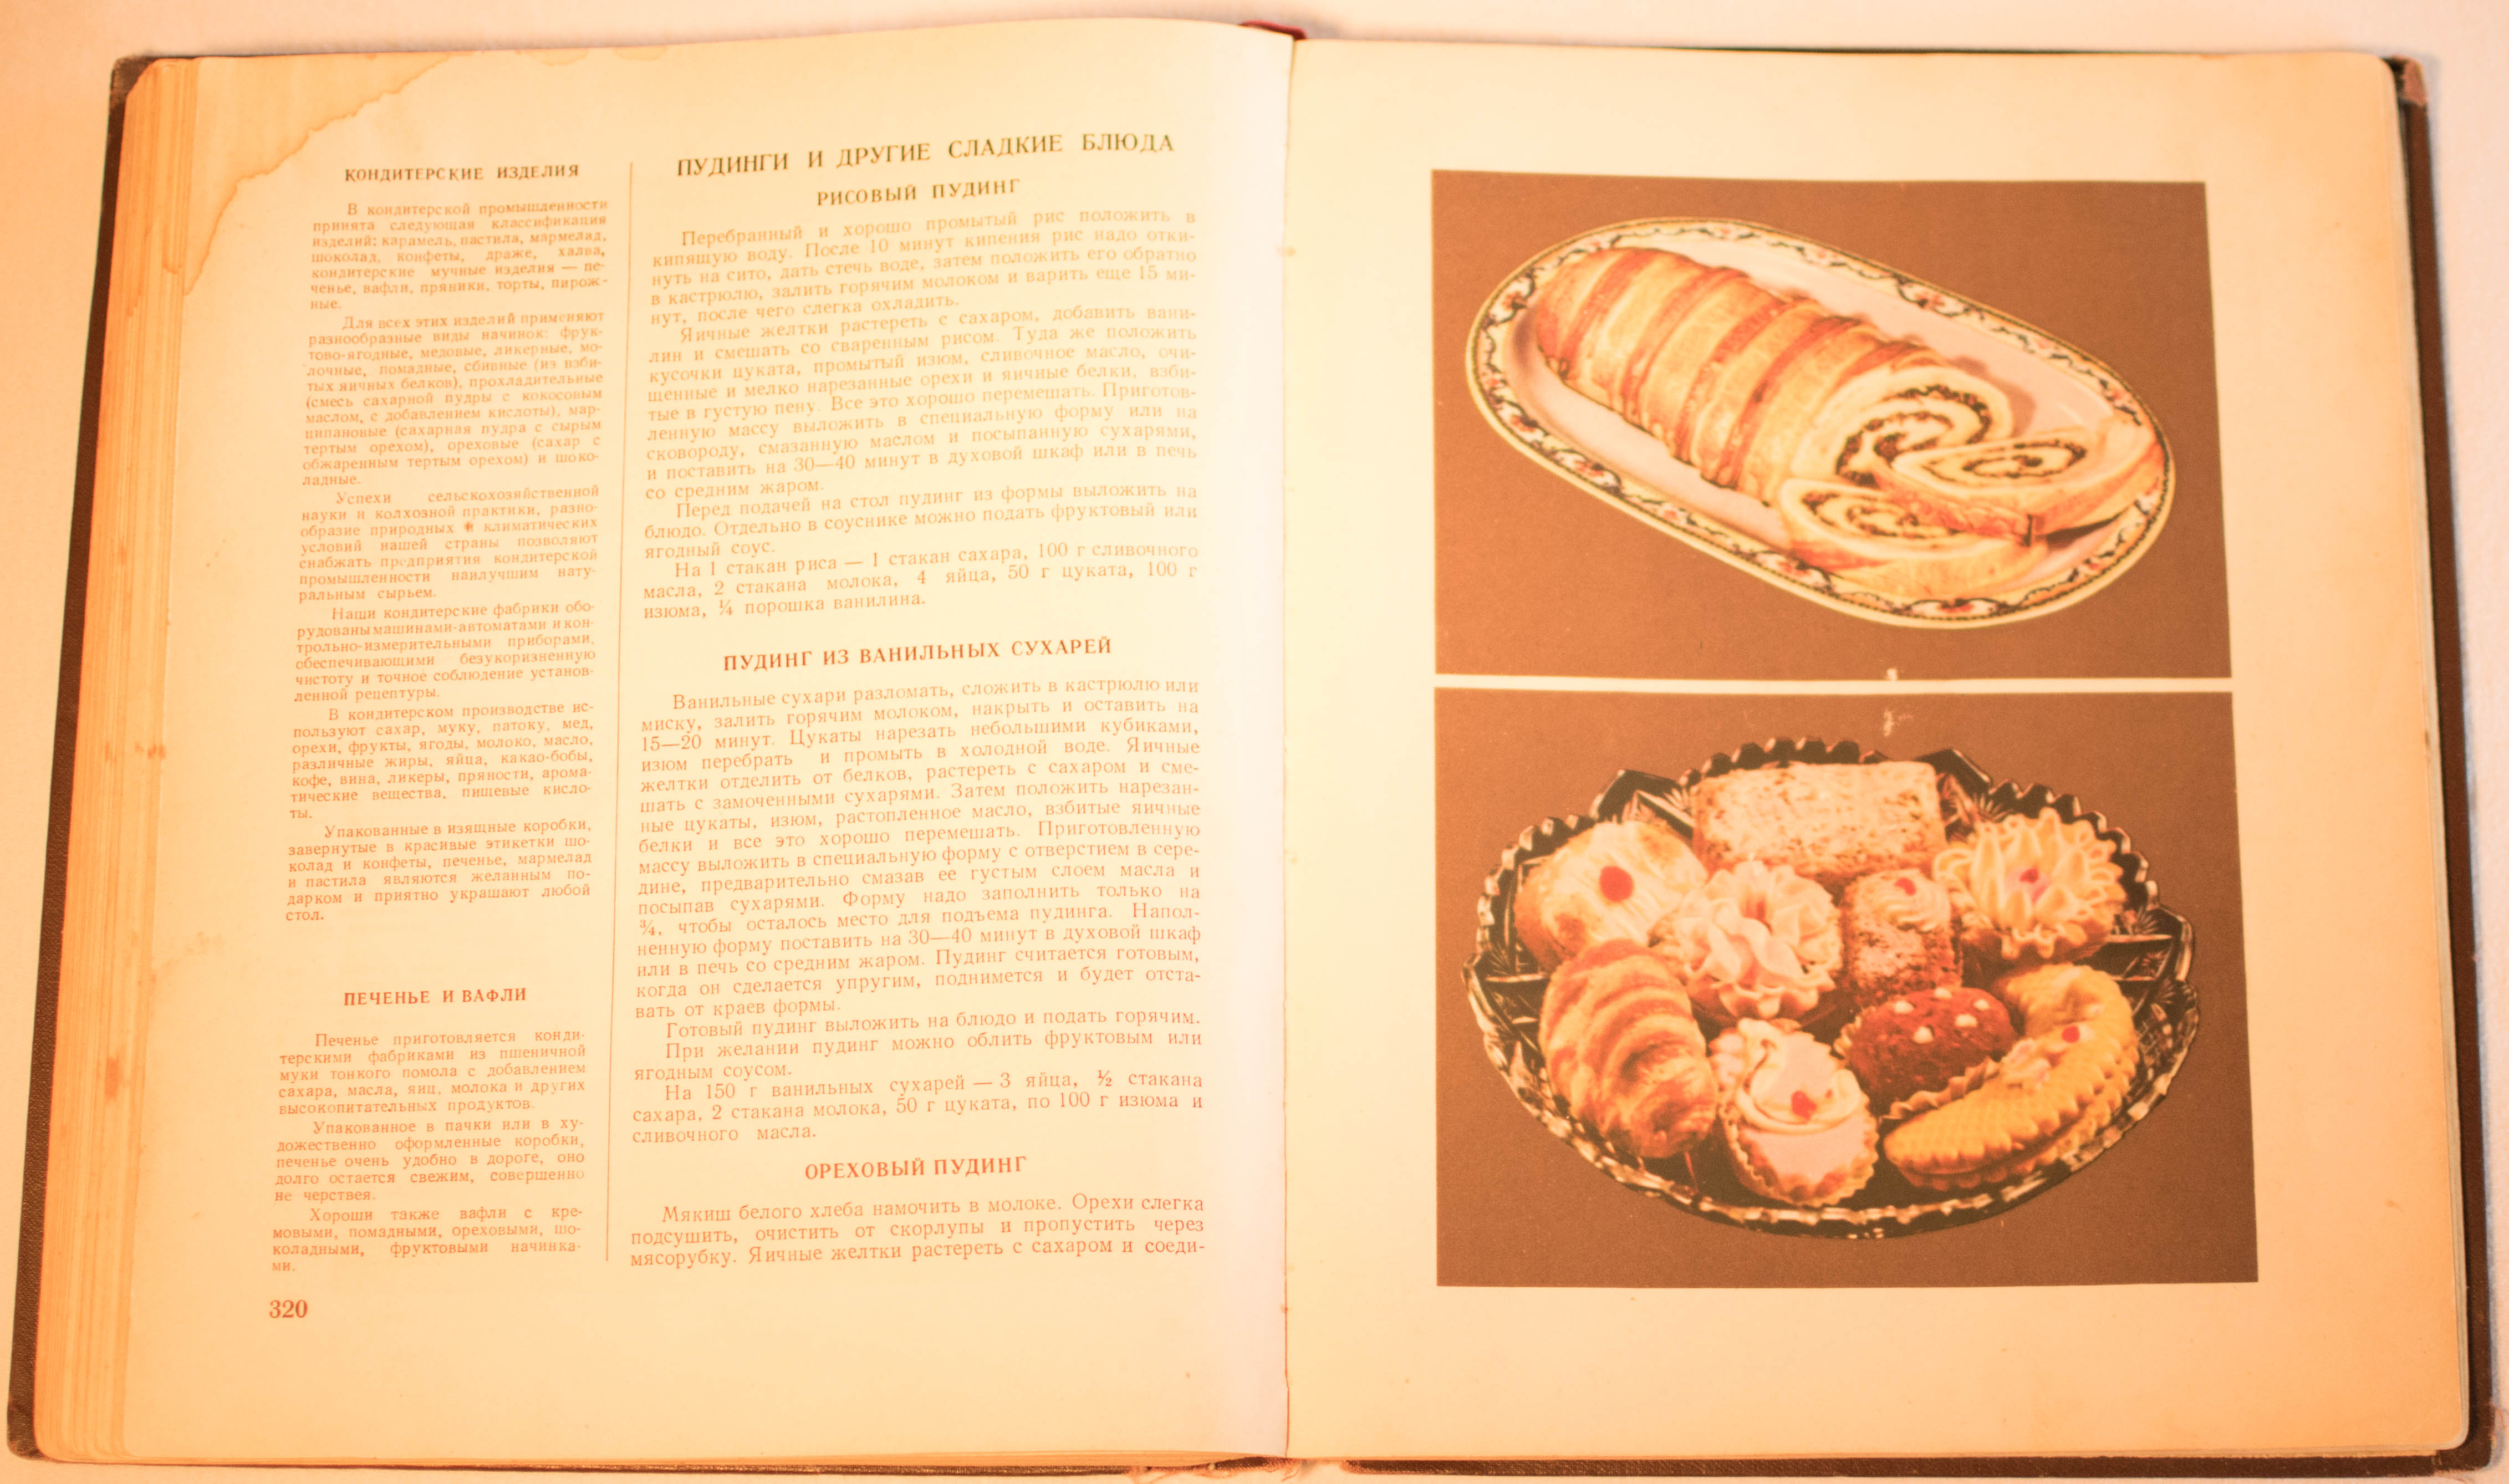 КОНДИТЕРСКИЕ ИЗДЕЛИЯ
В кондитерской промышленности
принята следующая классификация
изделий: карамель, пастила, мармелад,
шоколад, конфеты, драже, халва,
кондитерские мучные изделия — пе-
ченье, вафли, пряники, торты, пирож-
ные.
Для всех этих изделий применяют
разнообразные виды начинок: фрук-
тово-ягодные, медовые, ликерные, мо-
лочные, помадные, сбивные (из взби-
тых яичных белков), прохладительные
(смесь сахарной пудры с кокосовым
маслом, с добавлением кислоты), мар-
ципановые (сахарная пудра с сырым
тертым орехом), ореховые (сахар с
обжаренным тертым орехом) и шоко-
ладные.
Успехи сельскохозяйственной
науки и колхозной практики, разно-
образие природных и климатических
условий нашей страны позволяют
снабжать предприятия кондитерской
промышленности наилучшим нату-
ральным сырьем.
Наши кондитерские фабрики обо-
рудованы машинами-автоматами и кон-
трольно-измерительными приборами,
обеспечивающими безукоризненную
чистоту и точное соблюдение установ-
ленной рецептуры.
В кондитерском производстве ис-
пользуют сахар, муку, патоку, мед,
орехи, фрукты, ягоды, молоко, масло,
различные жиры, яйца, какао-бобы,
кофе, вина, ликеры, пряности, арома-
тические вещества, пищевые кисло-
ты.
Упакованные в изящные коробки,
завернутые в красивые этикетки шо-
колад и конфеты, печенье, мармелад
и пастила являются желанным по-
дарком и приятно украшают любой
стол.
ПЕЧЕНЬЕ И ВАФЛИ
Печенье приготовляется конди-
терскими фабриками из пшеничной
муки тонкого помола с добавлением
сахара, масла, яиц, молока и других
высокопитательных продуктов.
Упакованное в пачки или в ху-
дожественно оформленные коробки,
печенье очень удобно в дороге, оно
долго остается свежим, совершенно
не черствея.
Хороши также вафли с кре-
мовыми, помадными, ореховыми, шо-
коладными, фруктовыми начинка-
ми.
320
ПУДИНГИ И ДРУГИЕ СЛАДКИЕ БЛЮДА
РИСОВЫЙ ПУДИНГ
Перебранный и хорошо промытый рис положить в
кипящую воду. После 10 минут кипения рис надо отки-
нуть на сито, дать стечь воде, затем положить его обратно
в кастрюлю, залить горячим молоком и варить еще 15 ми-
нут, после чего слегка охладить.
Яичные желтки растереть с сахаром, добавить вани-
лин и смешать со сваренным рисом. Туда же положить
кусочки цуката, промытый изюм, сливочное масло, очи-
щенные и мелко нарезанные орехи и яичные белки, взби-
тые в густую пену. Все это хорошо перемешать. Приготов-
ленную массу выложить в специальную форму или на
сковороду, смазанную маслом и посыпанную сухарями,
и поставить на 30—40 минут в духовой шкаф или в печь
со средним жаром.
Перед подачей на стол пудинг из формы выложить на
блюдо. Отдельно в соуснике можно подать фруктовый или
ягодный соус.
На 1 стакан риса — 1 стакан сахара, 100 г сливочного
масла, 2 стакана молока, 4 яйца, 50 г цуката, 100 г
изюма, ¼ порошка ванилина.
ПУДИНГ ИЗ ВАНИЛЬНЫХ СУХАРЕЙ
Ванильные сухари разломать, сложить в кастрюлю или
миску, залить горячим молоком, накрыть и оставить на
15—20 минут. Цукаты нарезать небольшими кубиками,
изюм перебрать и промыть в холодной воде. Яичные
желтки отделить от белков, растереть с сахаром и сме-
шать с замоченными сухарями. Затем положить нарезан-
ные цукаты, изюм, растопленное масло, взбитые яичные
белки и все это хорошо перемешать. Приготовленную
массу выложить в специальную форму с отверстием в сере-
дине, предварительно смазав ее густым слоем масла и
посыпав сухарями. Форму надо заполнить только на
¾, чтобы осталось место для подъема пудинга. Напол-
ненную форму поставить на 30—40 минут в духовой шкаф
или в печь со средним жаром. Пудинг считается готовым,
когда он сделается упругим, поднимется и будет отста-
вать от краев формы.
Готовый пудинг выложить на блюдо и подать горячим.
При желании пудинг можно облить фруктовым или
ягодным соусом.
На 150 г ванильных сухарей — 3 яйца, ½ стакана
сахара, 2 стакана молока, 50 г цуката, по 100 г изюма и
сливочного масла.
ОРЕХОВЫЙ ПУДИНГ
Мякиш белого хлеба намочить в молоке. Орехи слегка
подсушить, очистить от скорлупы и пропустить через
мясорубку. Яичные желтки растереть с сахаром и соеди-